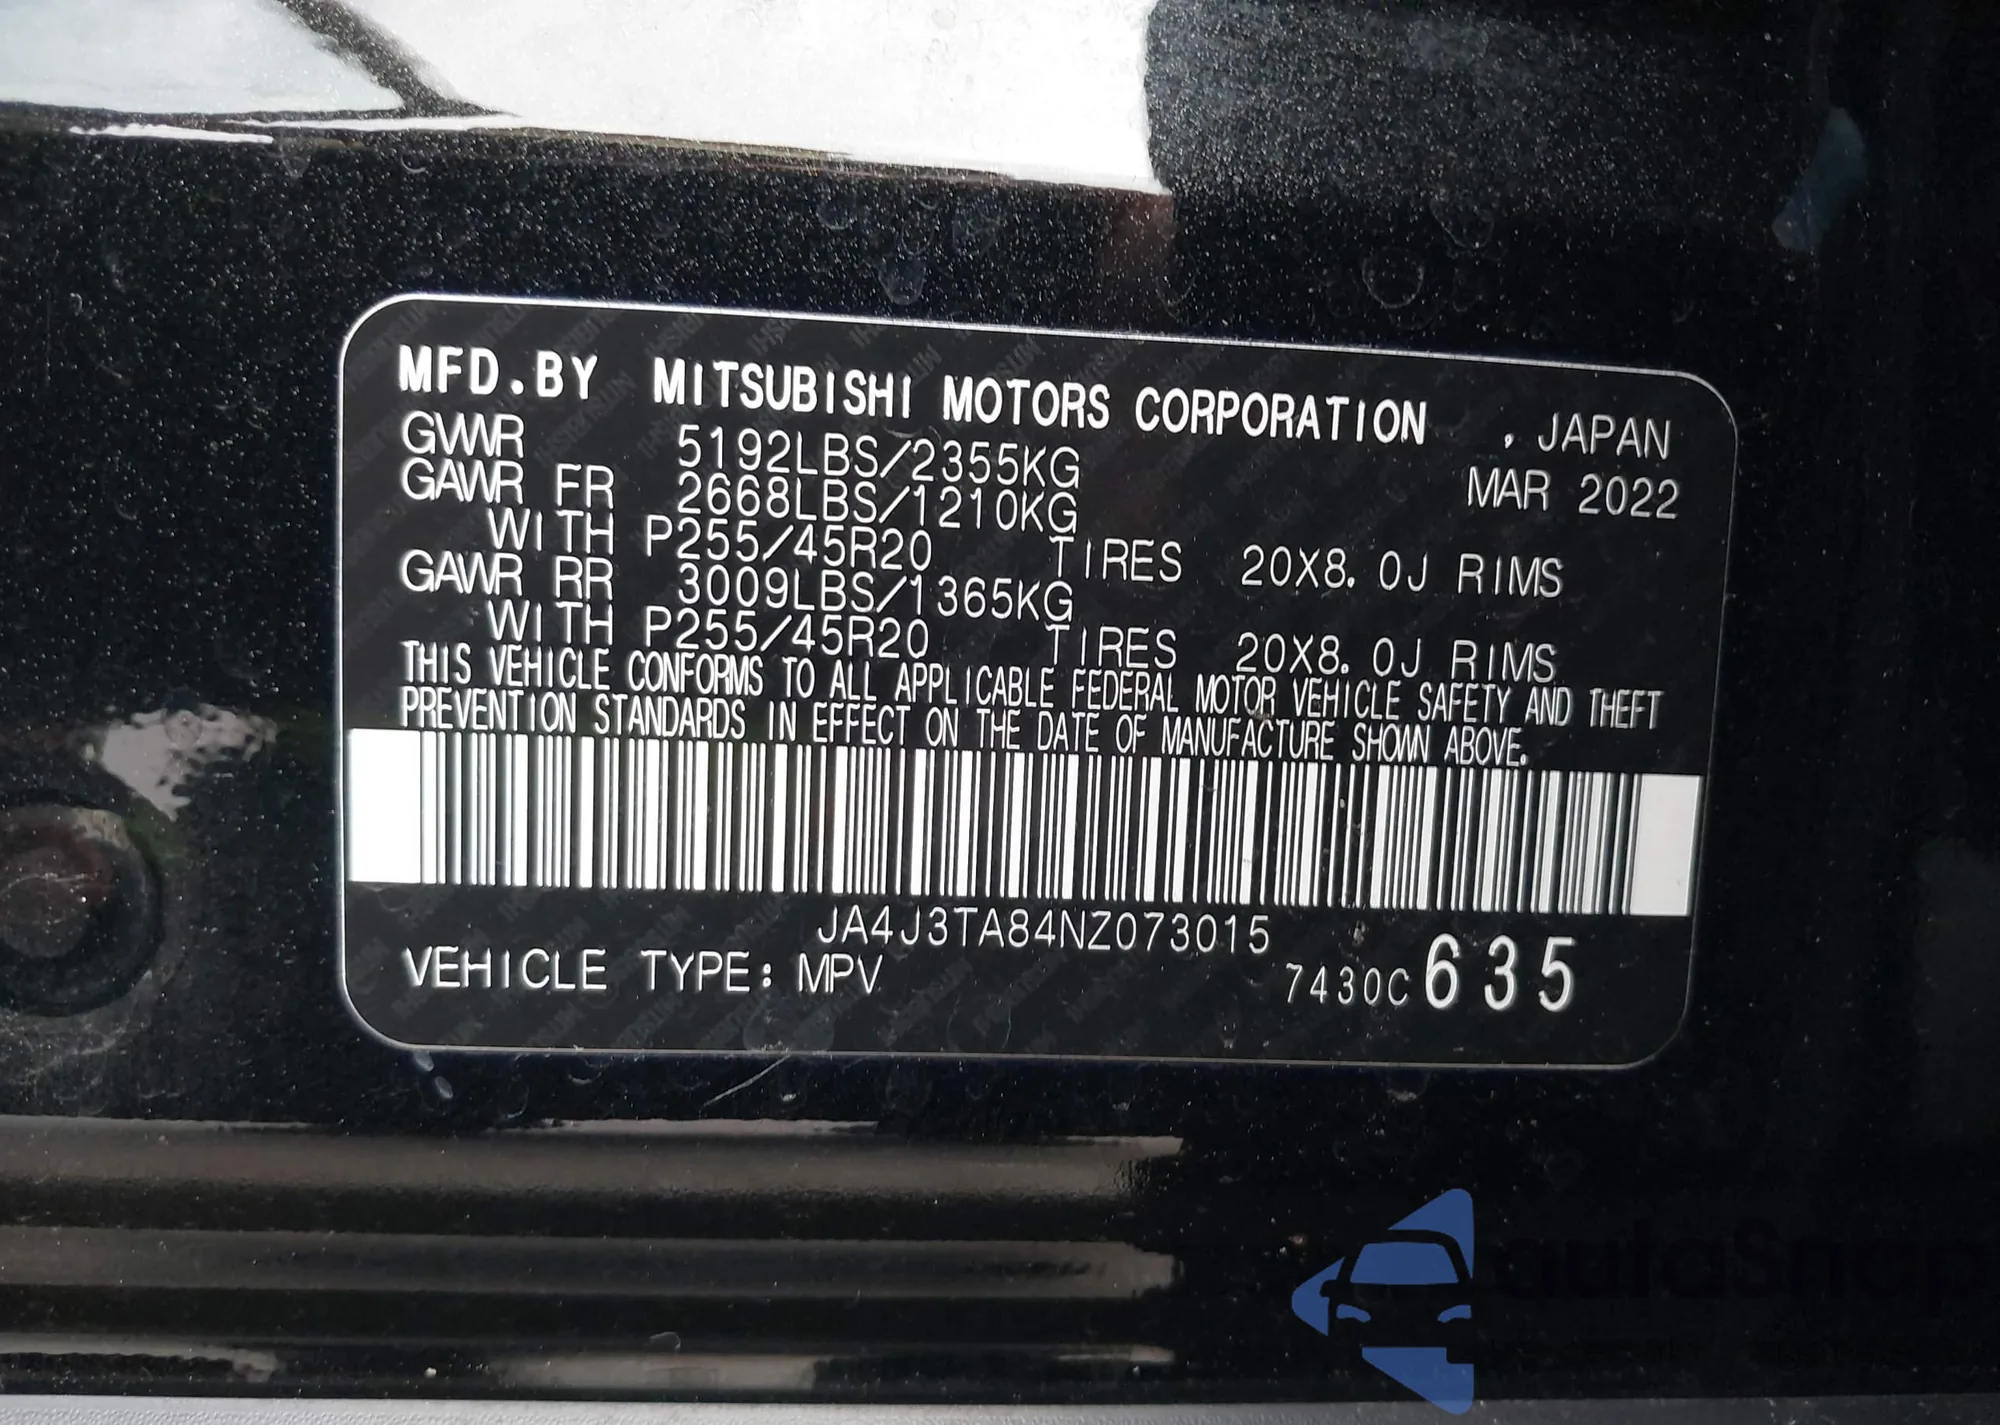 MFD.BY MITSUBISHI MOTORS CORPORATION , JAPAN
GVWR 5192LBS/2355KG MAR 2022
GAWR FR 2668LBS/1210KG
WITH P255/45R20 TIRES 20X8.0J RIMS
GAWR RR 3009LBS/1365KG
WITH P255/45R20 TIRES 20X8.0J RIMS
THIS VEHICLE CONFORMS TO ALL APPLICABLE FEDERAL MOTOR VEHICLE SAFETY AND THEFT
PREVENTION STANDARDS IN EFFECT ON THE DATE OF MANUFACTURE SHOWN ABOVE.
JA4J3TA84NZ073015
VEHICLE TYPE: MPV 7430C 635